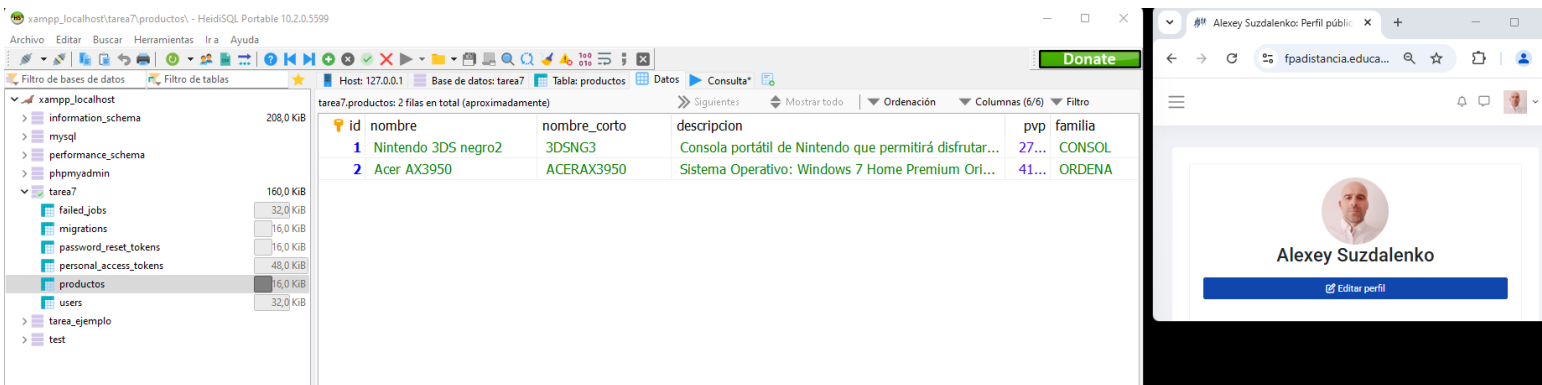 xampp_localhost\tarea7\productos\ - HeidiSQL Portable 10.2.0.5599
Archivo Editar Buscar Herramientas Ir a Ayuda
Donate
Filtro de bases de datos Filtro de tablas
Host: 127.0.0.1 Base de datos: tarea7 Tabla: productos Datos Consulta*
xampp_localhost
information_schema 208,0 KiB
mysql
performance_schema
phpmyadmin
tarea7 160,0 KiB
failed_jobs 32,0 KiB
migrations 16,0 KiB
password_reset_tokens 16,0 KiB
personal_access_tokens 48,0 KiB
productos 16,0 KiB
users 32,0 KiB
tarea_ejemplo
test
tarea7.productos: 2 filas en total (aproximadamente) Siguientes Mostrar todo Ordenación Columnas (6/6) Filtro
id nombre nombre_corto descripcion pvp familia
1 Nintendo 3DS negro2 3DSNG3 Consola portátil de Nintendo que permitirá disfrutar... 27... CONSOL
2 Acer AX3950 ACERAX3950 Sistema Operativo: Windows 7 Home Premium Ori... 41... ORDENA
Alexey Suzdalenko: Perfil públic
fpadistancia.educa...
Alexey Suzdalenko
Editar perfil